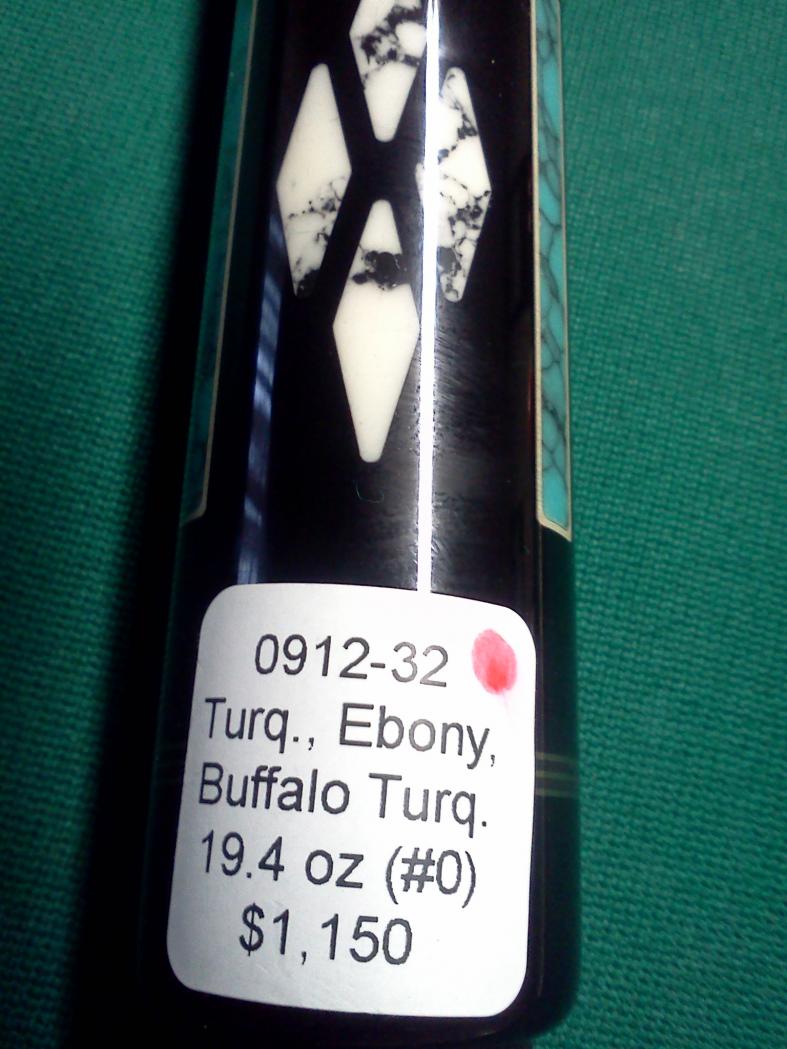 0912-32
Turq., Ebony,
Buffalo Turq.
19.4 oz (#0)
$1,150